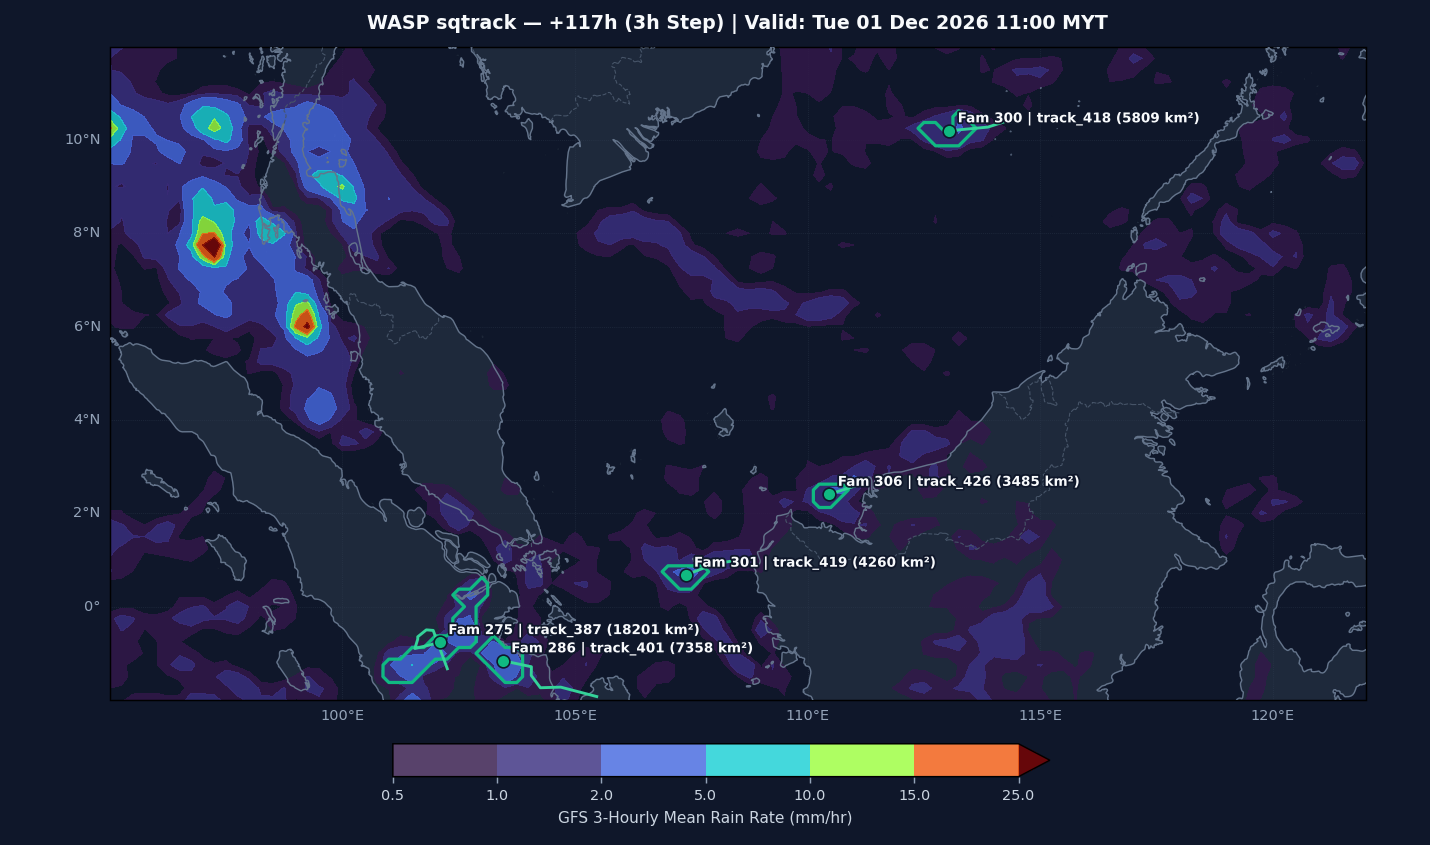 WASP sqtrack — +117h (3h Step) | Valid: Tue 01 Dec 2026 11:00 MYT
10°N
8°N
6°N
4°N
2°N
0°
Fam 300 | track_418 (5809 km²)
Fam 306 | track_426 (3485 km²)
Fam 301 | track_419 (4260 km²)
Fam 275 | track_387 (18201 km²)
Fam 286 | track_401 (7358 km²)
100°E 105°E 110°E 115°E 120°E
0.5 1.0 2.0 5.0 10.0 15.0 25.0
GFS 3-Hourly Mean Rain Rate (mm/hr)